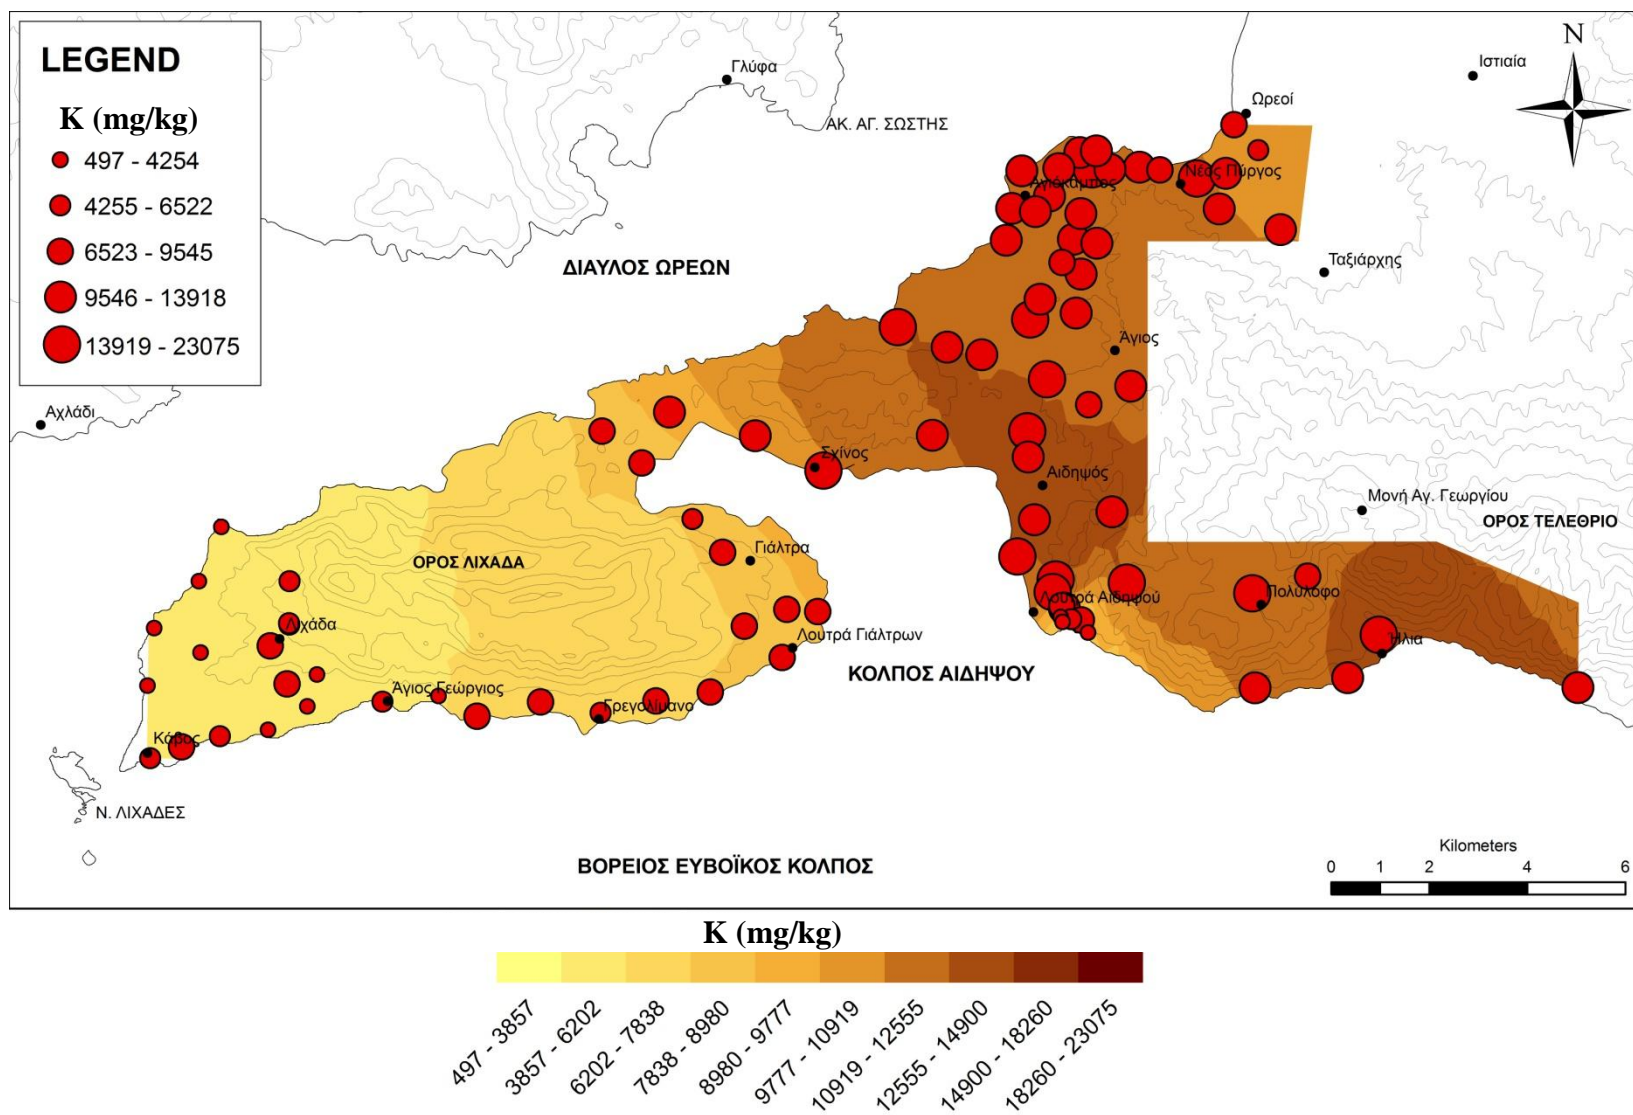 LEGEND
K (mg/kg)
497 - 4254
4255 - 6522
6523 - 9545
9546 - 13918
13919 - 23075
N
Γλύφα
ΑΚ. ΑΓ. ΣΩΣΤΗΣ
Ιστιαία
Ωρεοί
Νέος Πύργος
Αγιόκαμπος
Ταξιάρχης
ΔΙΑΥΛΟΣ ΩΡΕΩΝ
Άγιος
Αχλάδι
Σχίνος
Αιδηψός
Μονή Αγ. Γεωργίου
ΟΡΟΣ ΤΕΛΕΘΡΙΟ
ΟΡΟΣ ΛΙΧΑΔΑ
Γιάλτρα
Λουτρά Αιδηψού
Πολύλοφο
Λιχάδα
Λουτρά Γιάλτρων
Ήλια
ΚΟΛΠΟΣ ΑΙΔΗΨΟΥ
Άγιος Γεώργιος
Γρεγολίμανο
Κάβος
Ν. ΛΙΧΑΔΕΣ
ΒΟΡΕΙΟΣ ΕΥΒΟΪΚΟΣ ΚΟΛΠΟΣ
Kilometers
0 1 2 4 6
K (mg/kg)
497 - 3857
3857 - 6202
6202 - 7838
7838 - 8980
8980 - 9777
9777 - 10919
10919 - 12555
12555 - 14900
14900 - 18260
18260 - 23075